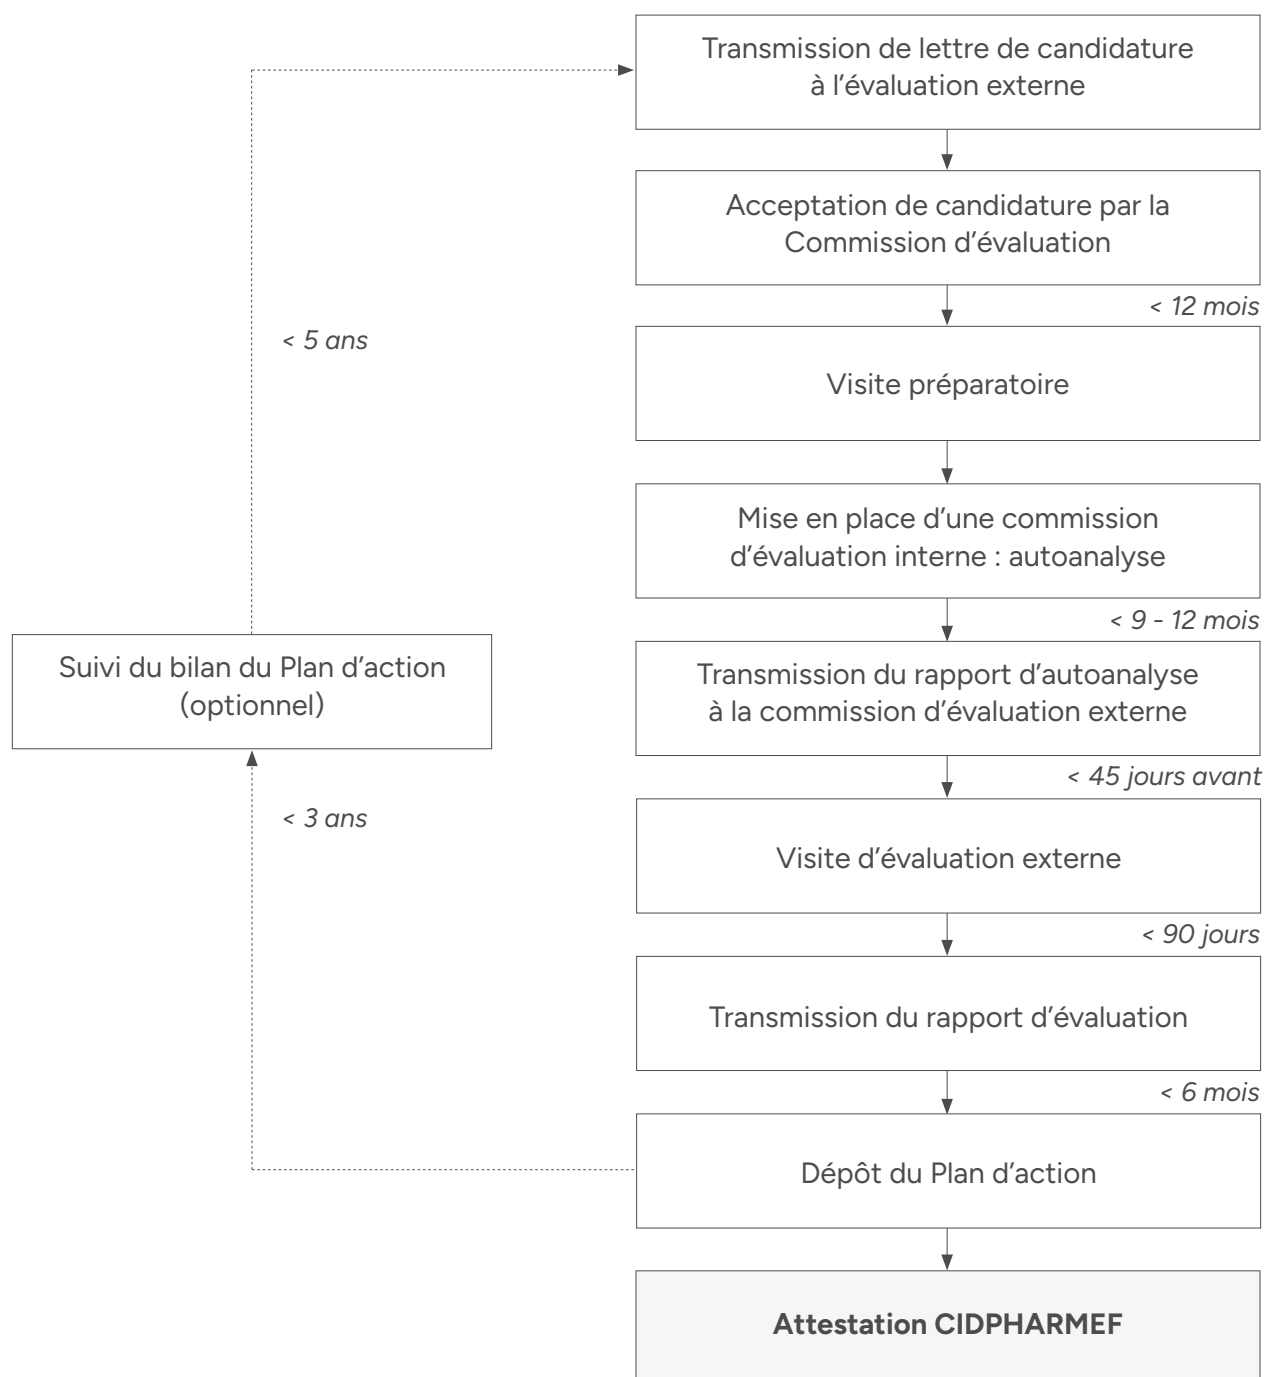 Transmission de lettre de candidature
à l’évaluation externe
Acceptation de candidature par la
Commission d’évaluation
< 12 mois
Visite préparatoire
Mise en place d’une commission
d’évaluation interne : autoanalyse
< 9 - 12 mois
Transmission du rapport d’autoanalyse
à la commission d’évaluation externe
< 45 jours avant
Visite d’évaluation externe
< 90 jours
Transmission du rapport d’évaluation
< 6 mois
Dépôt du Plan d’action
Attestation CIDPHARMEF
< 3 ans
Suivi du bilan du Plan d’action
(optionnel)
< 5 ans